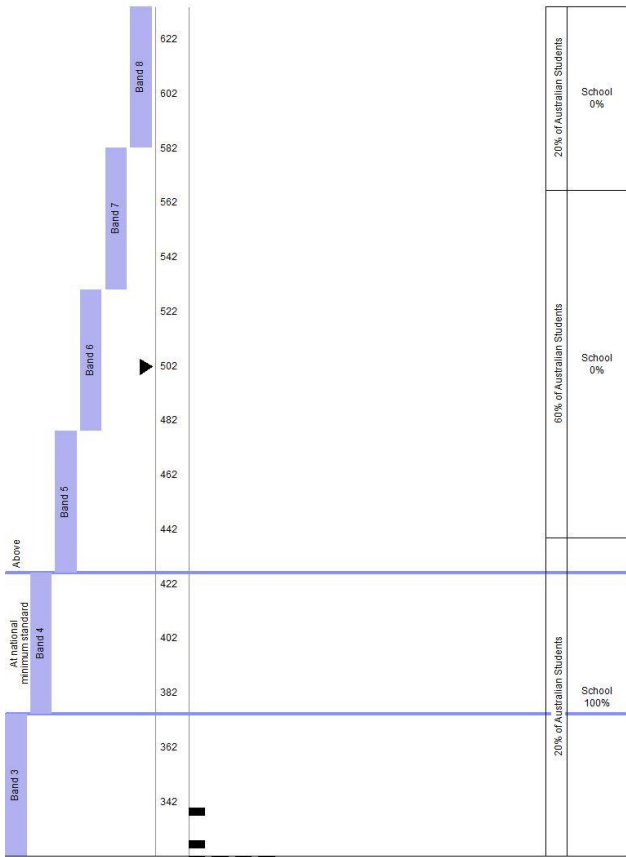 Band 8
Band 7
Band 6
Band 5
Above
At national
minimum standard
Band 4
Band 3
622
602
582
562
542
522
502
482
462
442
422
402
382
362
342
20% of Australian Students
School
0%
60% of Australian Students
School
0%
20% of Australian Students
School
100%